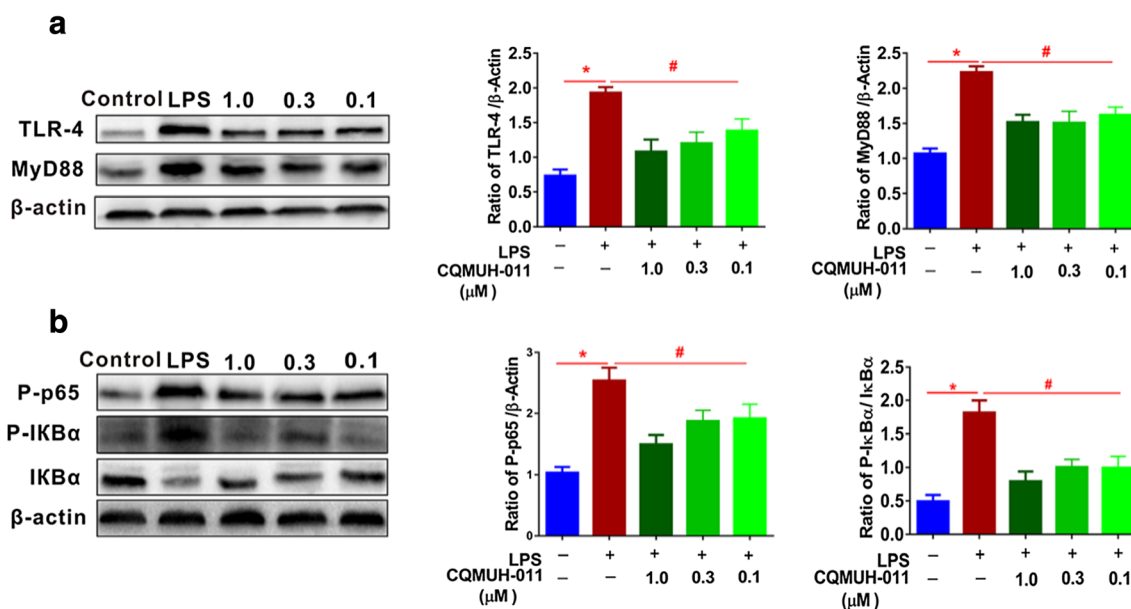 a
Control LPS 1.0 0.3 0.1
TLR-4
MyD88
β-actin
Ratio of TLR-4 /β-Actin
2.5
2.0
1.5
1.0
0.5
0.0
* #
LPS – + + + +
CQMUH-011 – – 1.0 0.3 0.1
(μM )
Ratio of MyD88 /β-Actin
2.5
2.0
1.5
1.0
0.5
0.0
* #
LPS – + + + +
CQMUH-011 – – 1.0 0.3 0.1
(μM )
b
Control LPS 1.0 0.3 0.1
P-p65
P-IKBα
IKBα
β-actin
Ratio of P-p65 /β-Actin
3
2
1
0
* #
LPS – + + + +
CQMUH-011 – – 1.0 0.3 0.1
(μM )
Ratio of P-IκBα/ IκBα
2.5
2.0
1.5
1.0
0.5
0.0
* #
LPS – + + + +
CQMUH-011 – – 1.0 0.3 0.1
(μM )